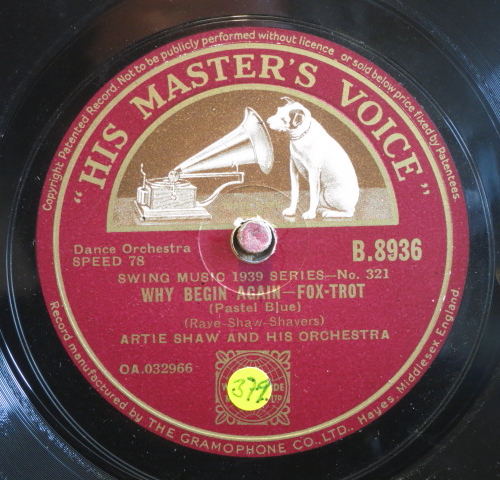 Copyright. Patented Record. Not to be publicly performed without licence or sold below price fixed by Patentees.
"HIS MASTER'S VOICE"
Dance Orchestra
SPEED 78
B.8936
SWING MUSIC 1939 SERIES—No. 321
WHY BEGIN AGAIN—FOX-TROT
(Pastel Blue)
(Raye-Shaw-Shavers)
ARTIE SHAW AND HIS ORCHESTRA
OA.032966
379
Record manufactured by THE GRAMOPHONE CO., LTD., Hayes, Middlesex, England.